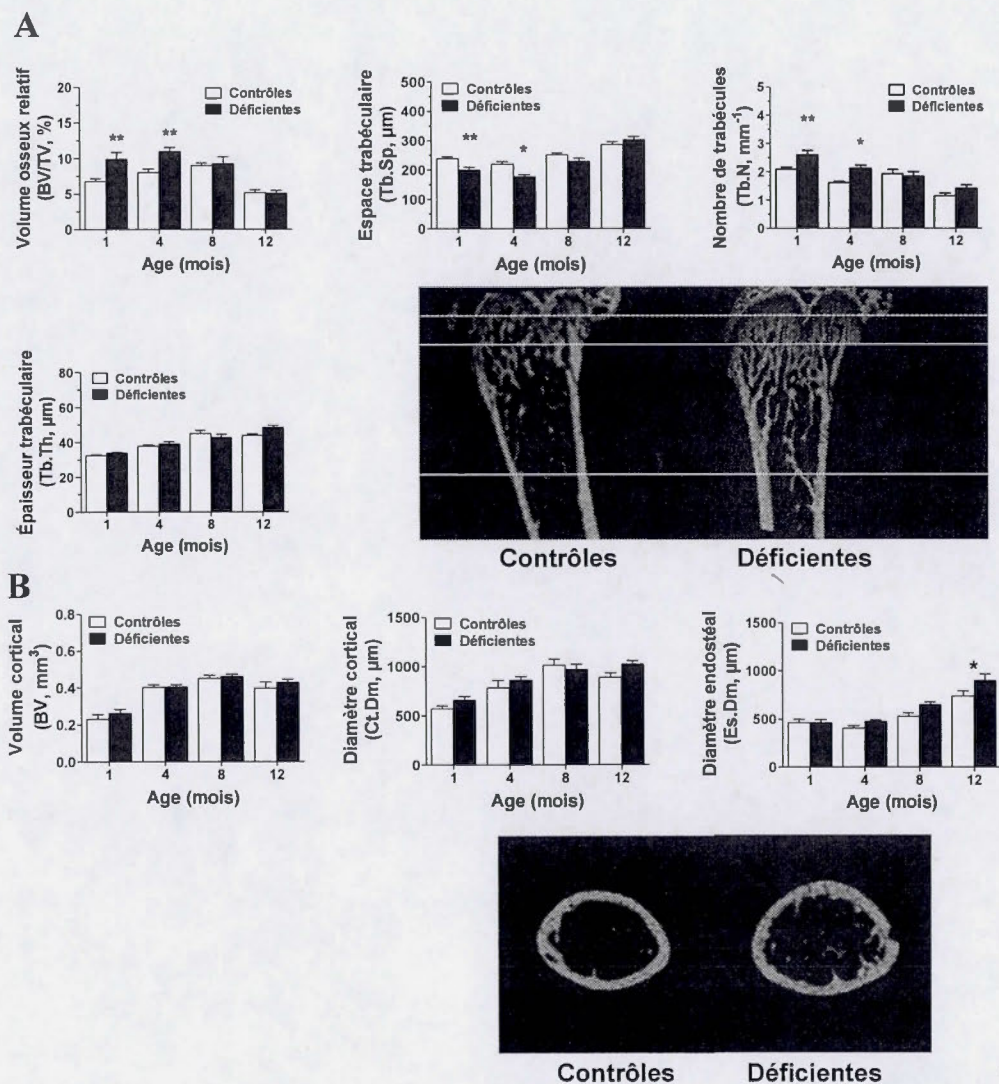 A
Volume osseux relatif
(BV/TV, %)
20
15
10
5
0
Contrôles
Déficientes
**
**
1 4 8 12
Age (mois)
Espace trabéculaire
(Tb.Sp, µm)
500
400
300
200
100
0
Contrôles
Déficientes
**
*
1 4 8 12
Age (mois)
Nombre de trabécules
(Tb.N, mm⁻¹)
5
4
3
2
1
0
Contrôles
Déficientes
**
*
1 4 8 12
Age (mois)
Épaisseur trabéculaire
(Tb.Th, µm)
80
60
40
20
0
Contrôles
Déficientes
1 4 8 12
Age (mois)
Contrôles Déficientes
B
Volume cortical
(BV, mm³)
0.8
0.6
0.4
0.2
0.0
Contrôles
Déficientes
1 4 8 12
Age (mois)
Diamètre cortical
(Ct.Dm, µm)
1500
1000
500
0
Contrôles
Déficientes
1 4 8 12
Age (mois)
Diamètre endostéal
(Es.Dm, µm)
1500
1000
500
0
Contrôles
Déficientes
*
1 4 8 12
Age (mois)
Contrôles Déficientes